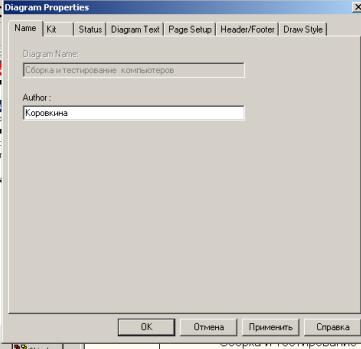 Diagram Properties
Name Kit Status Diagram Text Page Setup Header/Footer Draw Style
Diagram Name:
Сборка и тестирование компьютеров
Author :
Коровкина
OK Отмена Применить Справка
Сборка и тестирование